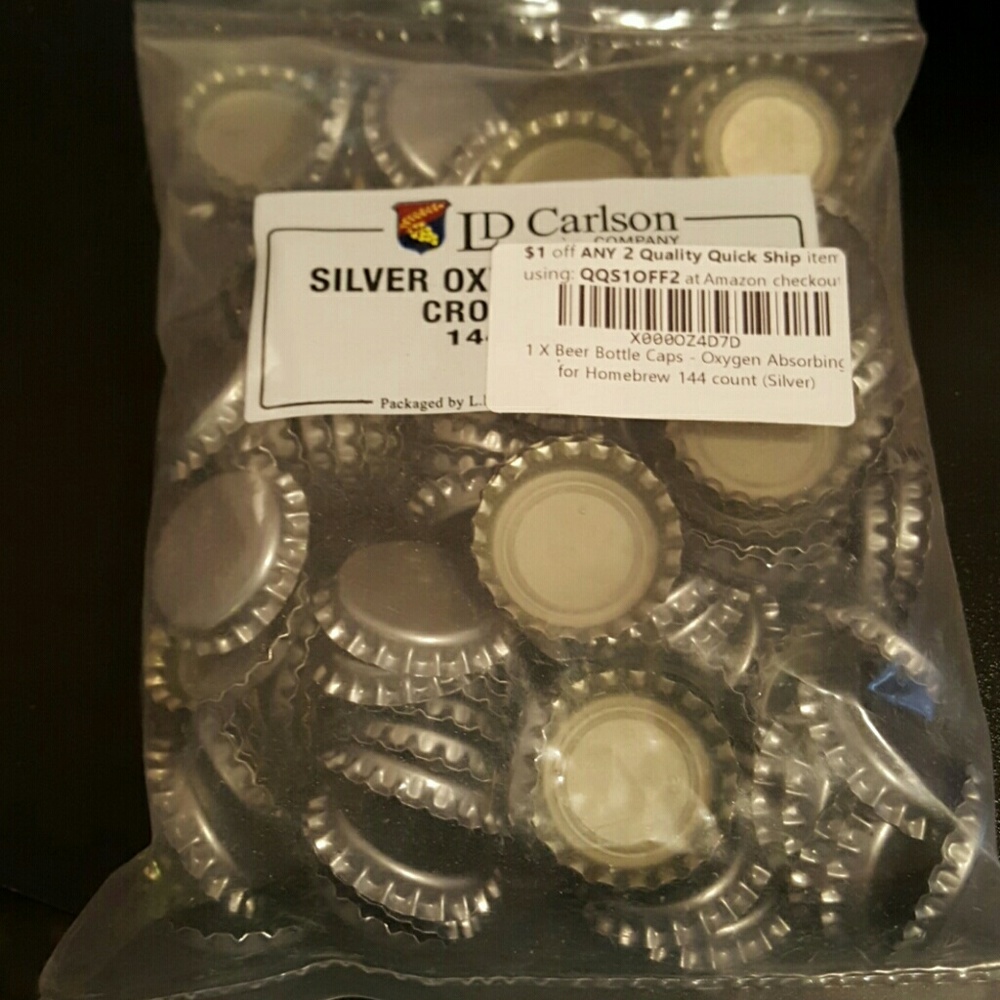 LD Carlson
COMPANY
SILVER OX
CRO
14
Packaged by L.
$1 off ANY 2 Quality Quick Ship item
using: QQS1OFF2 at Amazon checkout
X000OZ4D7D
1 X Beer Bottle Caps - Oxygen Absorbing
for Homebrew 144 count (Silver)